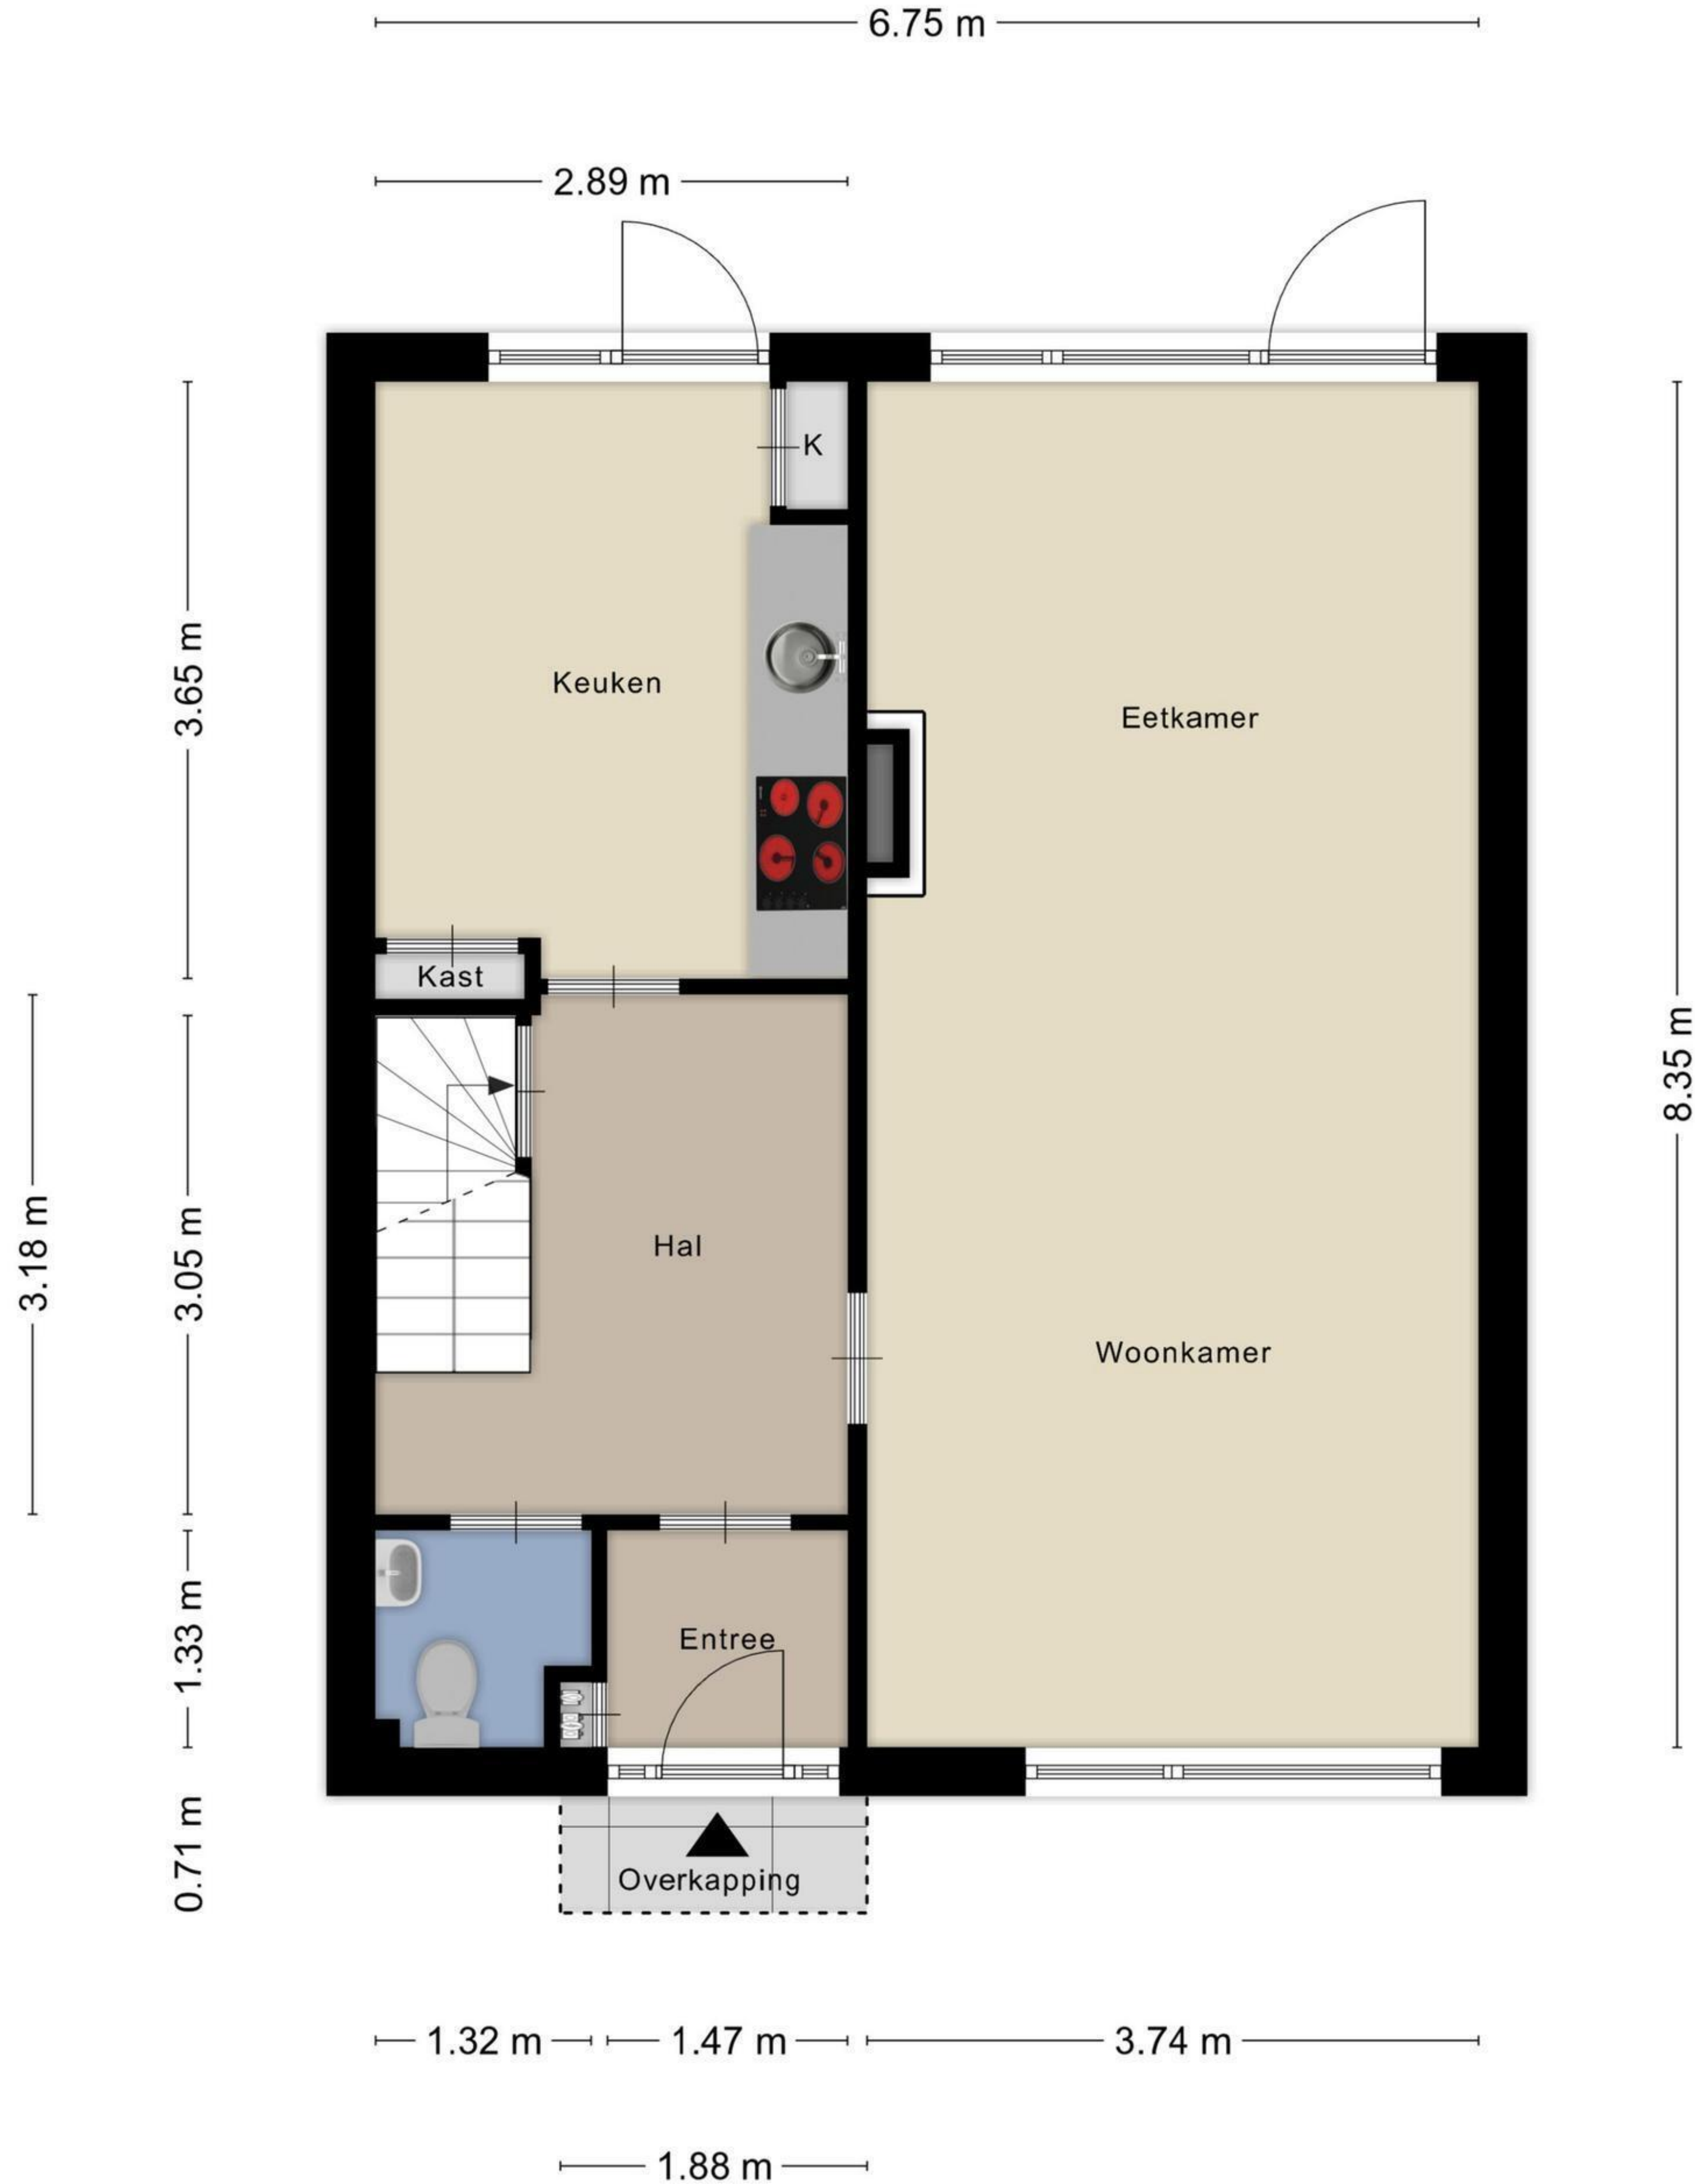 6.75 m
2.89 m
K
3.65 m
Keuken
Eetkamer
Kast
8.35 m
3.18 m
3.05 m
Hal
Woonkamer
1.33 m
Entree
0.71 m
Overkapping
1.32 m
1.47 m
3.74 m
1.88 m